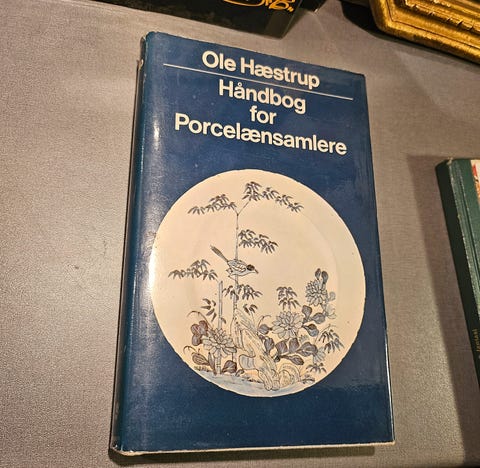 Ole Hæstrup
Håndbog
for
Porcelænsamlere